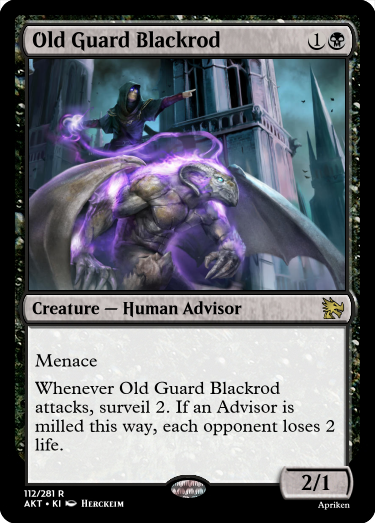 Old Guard Blackrod 1
Creature — Human Advisor
Menace
Whenever Old Guard Blackrod
attacks, surveil 2. If an Advisor is
milled this way, each opponent loses 2
life.
2/1
112/281 R
AKT • KI Herckeim
Apriken